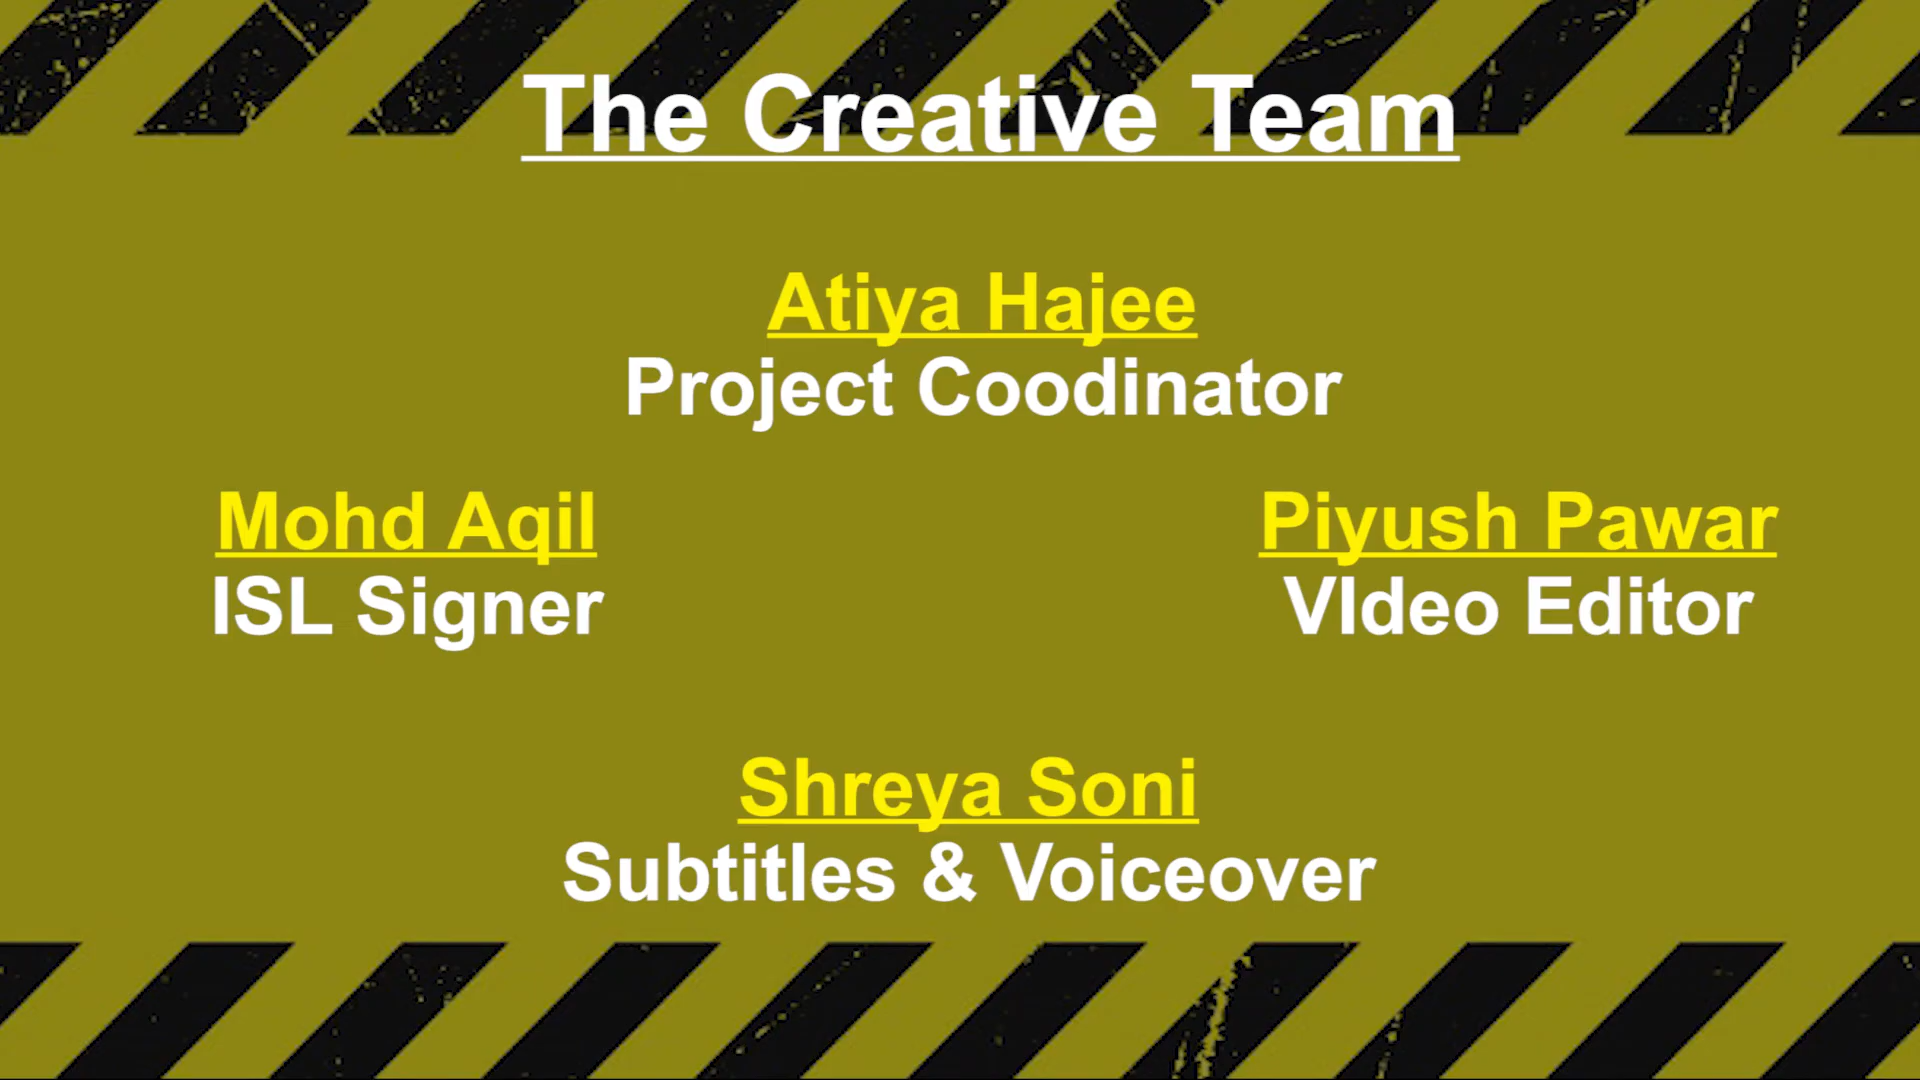 The Creative Team
Atiya Hajee
Project Coodinator
Mohd Aqil
ISL Signer
Piyush Pawar
VIdeo Editor
Shreya Soni
Subtitles & Voiceover